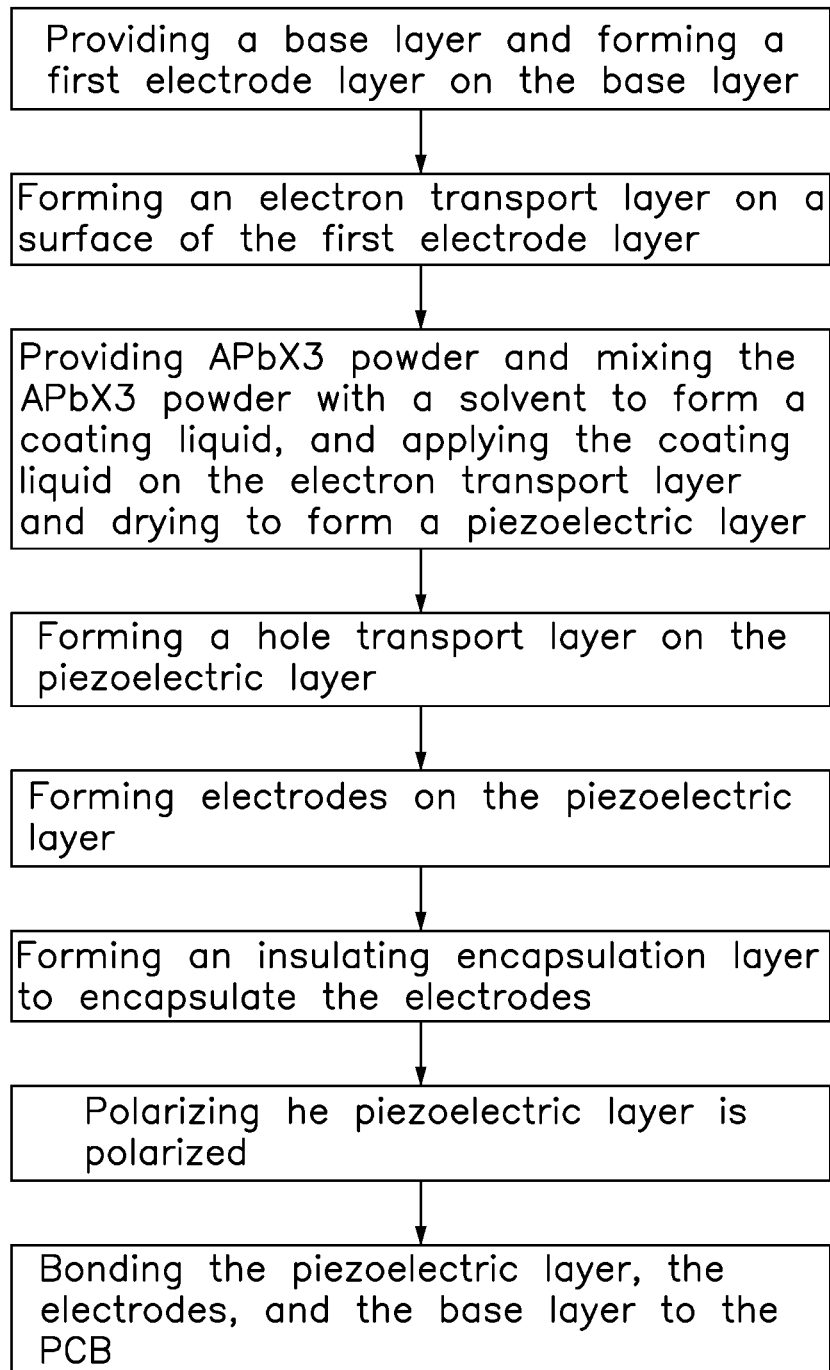 Providing a base layer and forming a
first electrode layer on the base layer
Forming an electron transport layer on a
surface of the first electrode layer
Providing APbX3 powder and mixing the
APbX3 powder with a solvent to form a
coating liquid, and applying the coating
liquid on the electron transport layer
and drying to form a piezoelectric layer
Forming a hole transport layer on the
piezoelectric layer
Forming electrodes on the piezoelectric
layer
Forming an insulating encapsulation layer
to encapsulate the electrodes
Polarizing he piezoelectric layer is
polarized
Bonding the piezoelectric layer, the
electrodes, and the base layer to the
PCB